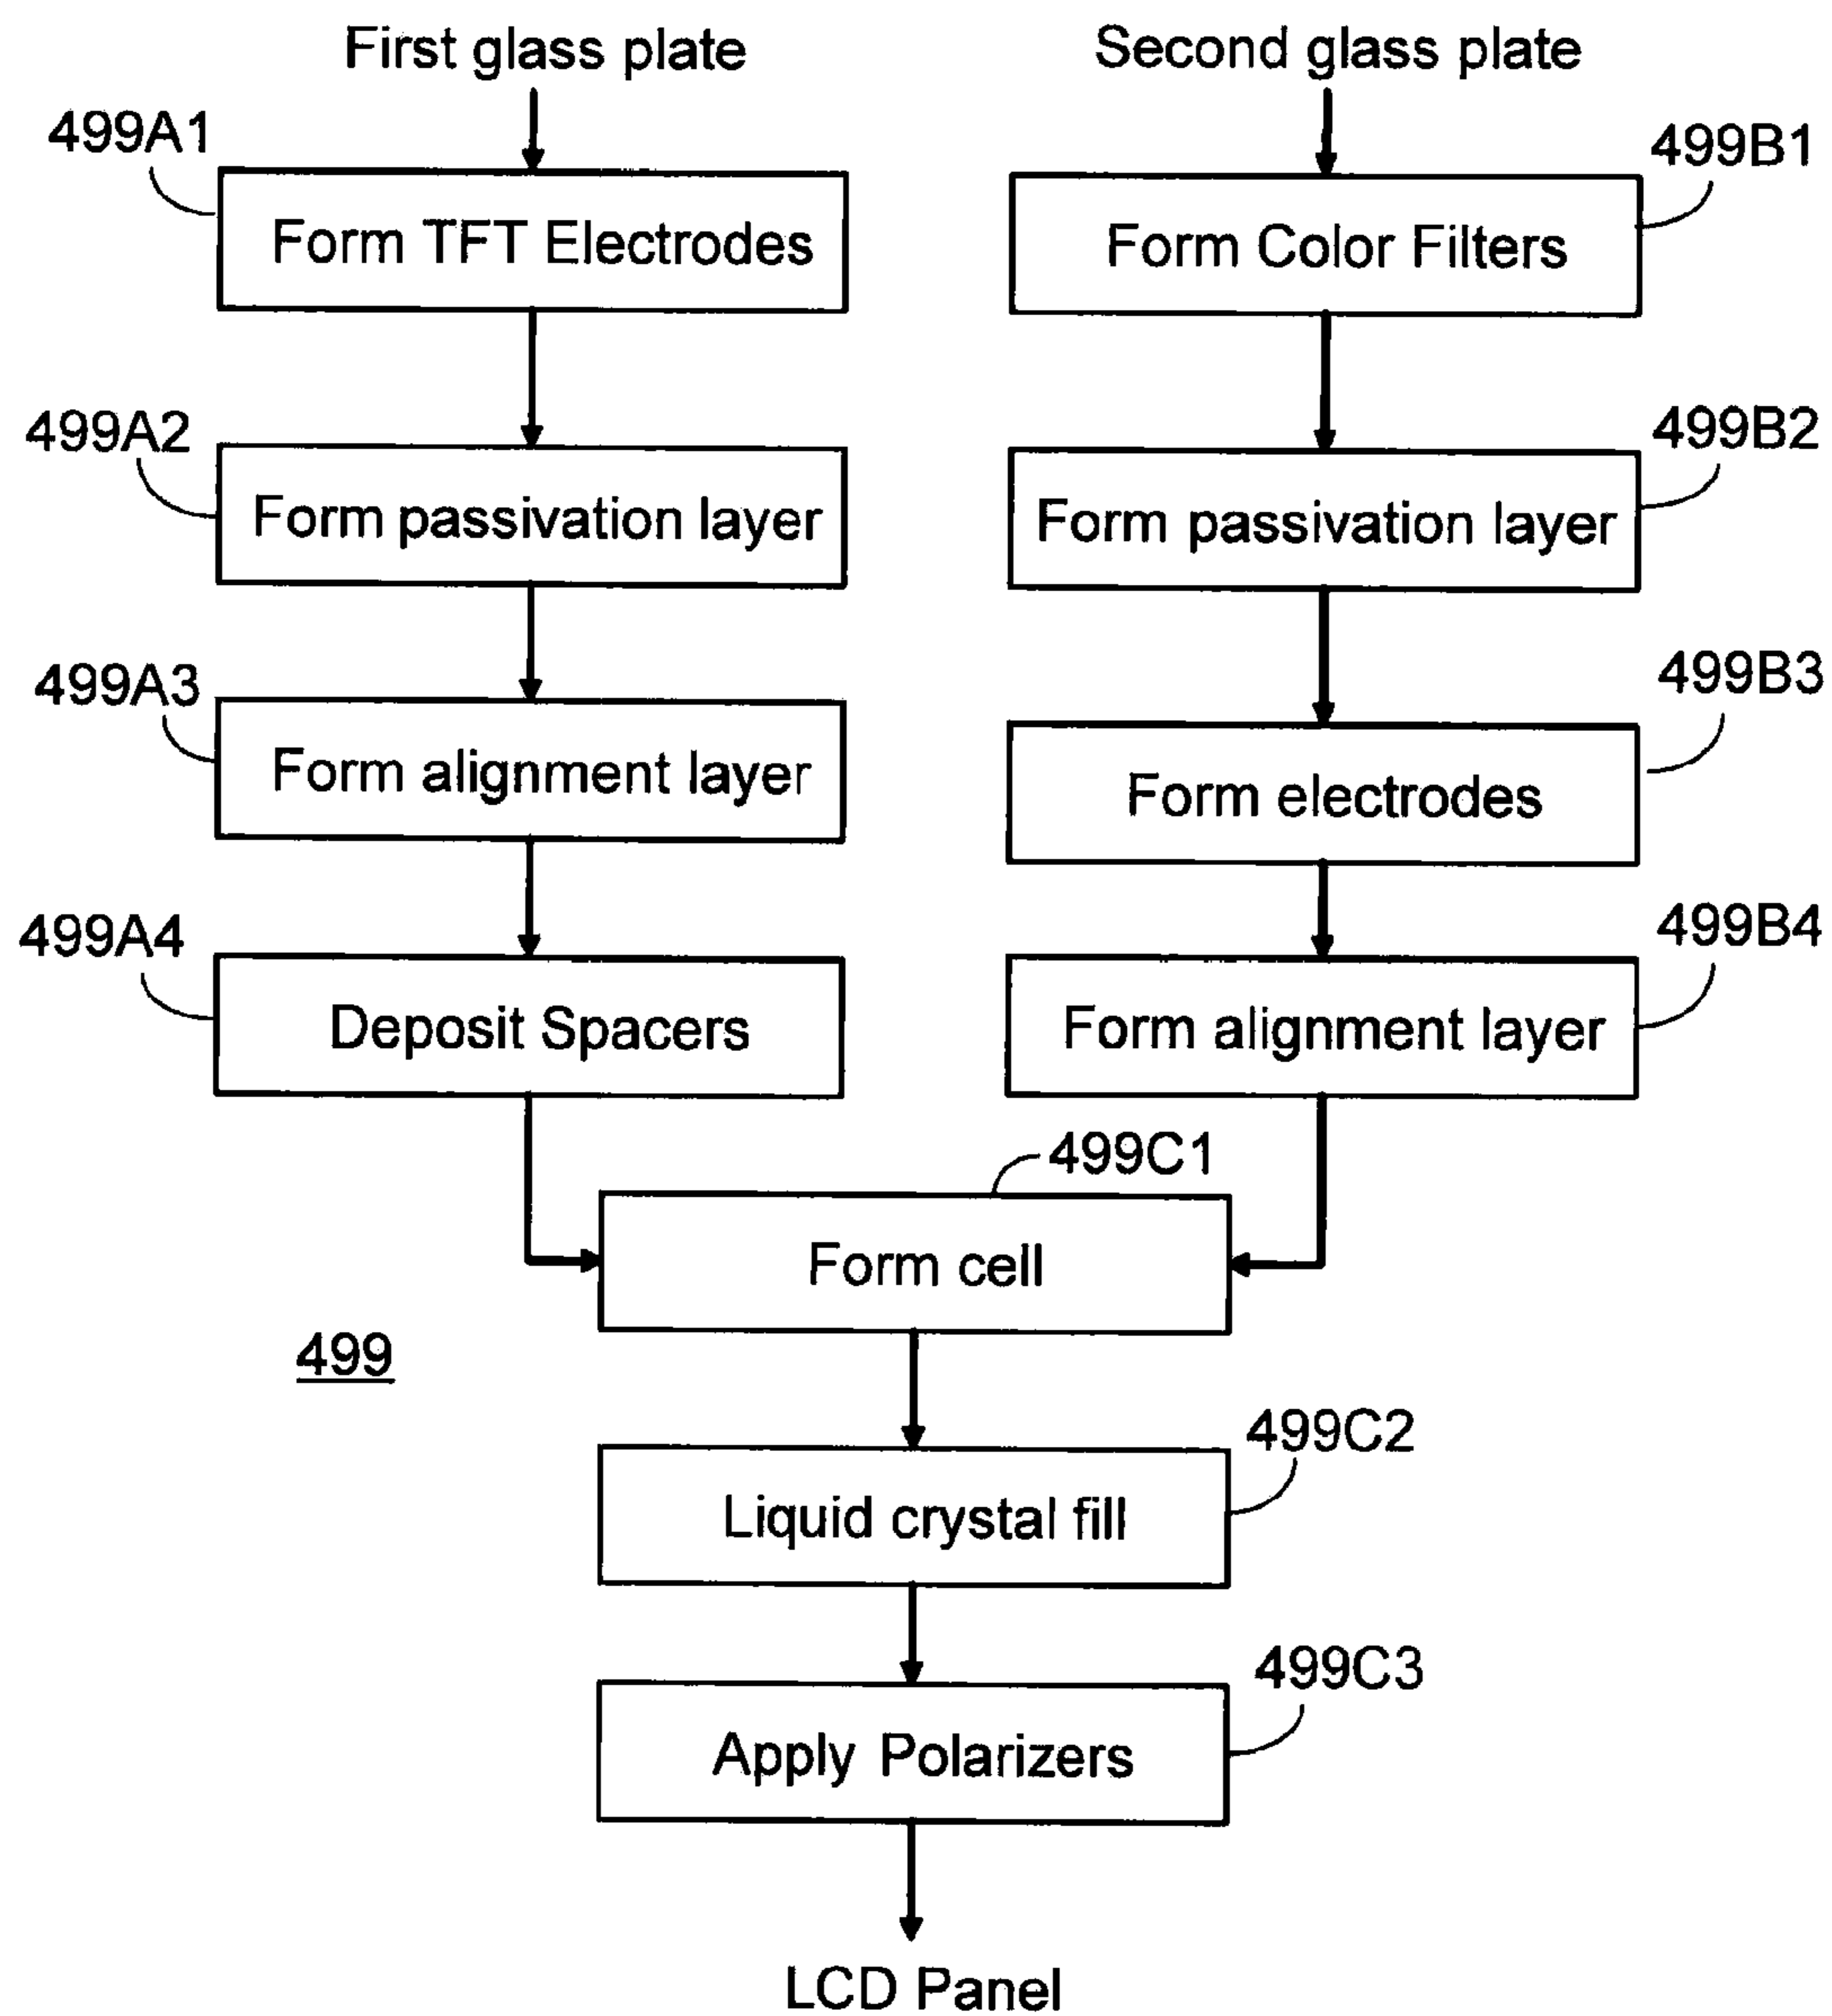 First glass plate
Second glass plate
499A1
499B1
Form TFT Electrodes
Form Color Filters
499A2
499B2
Form passivation layer
Form passivation layer
499A3
499B3
Form alignment layer
Form electrodes
499A4
499B4
Deposit Spacers
Form alignment layer
499C1
Form cell
499
499C2
Liquid crystal fill
499C3
Apply Polarizers
LCD Panel